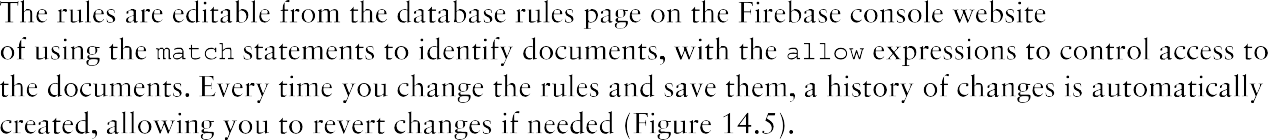 The rules are editable from the database rules page on the Firebase console website
of using the match statements to identify documents, with the allow expressions to control access to
the documents. Every time you change the rules and save them, a history of changes is automatically
created, allowing you to revert changes if needed (Figure 14.5).